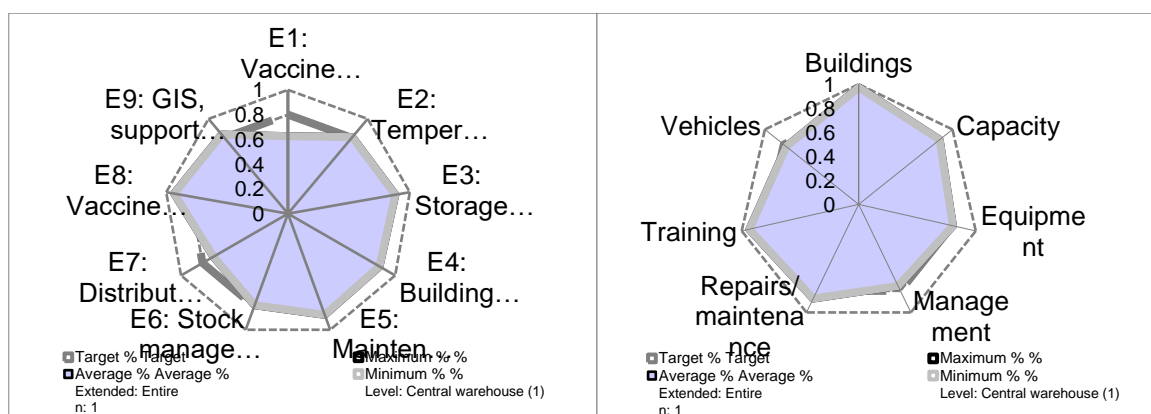 E1:
Vaccine…
E2:
Temper…
E3:
Storage…
E4:
Building…
E5:
Mainten…
E6: Stock
manage…
E7:
Distribut…
E8:
Vaccine…
E9: GIS,
support…
1
0.8
0.6
0.4
0.2
0
Target % Target
Maximum % %
Average % Average %
Minimum % %
Extended: Entire
Level: Central warehouse (1)
n: 1
Buildings
Capacity
Equipme
nt
Manage
ment
Repairs/
maintena
nce
Training
Vehicles
1
0.8
0.6
0.4
0.2
0
Target % Target
Maximum % %
Average % Average %
Minimum % %
Extended: Entire
Level: Central warehouse (1)
n: 1